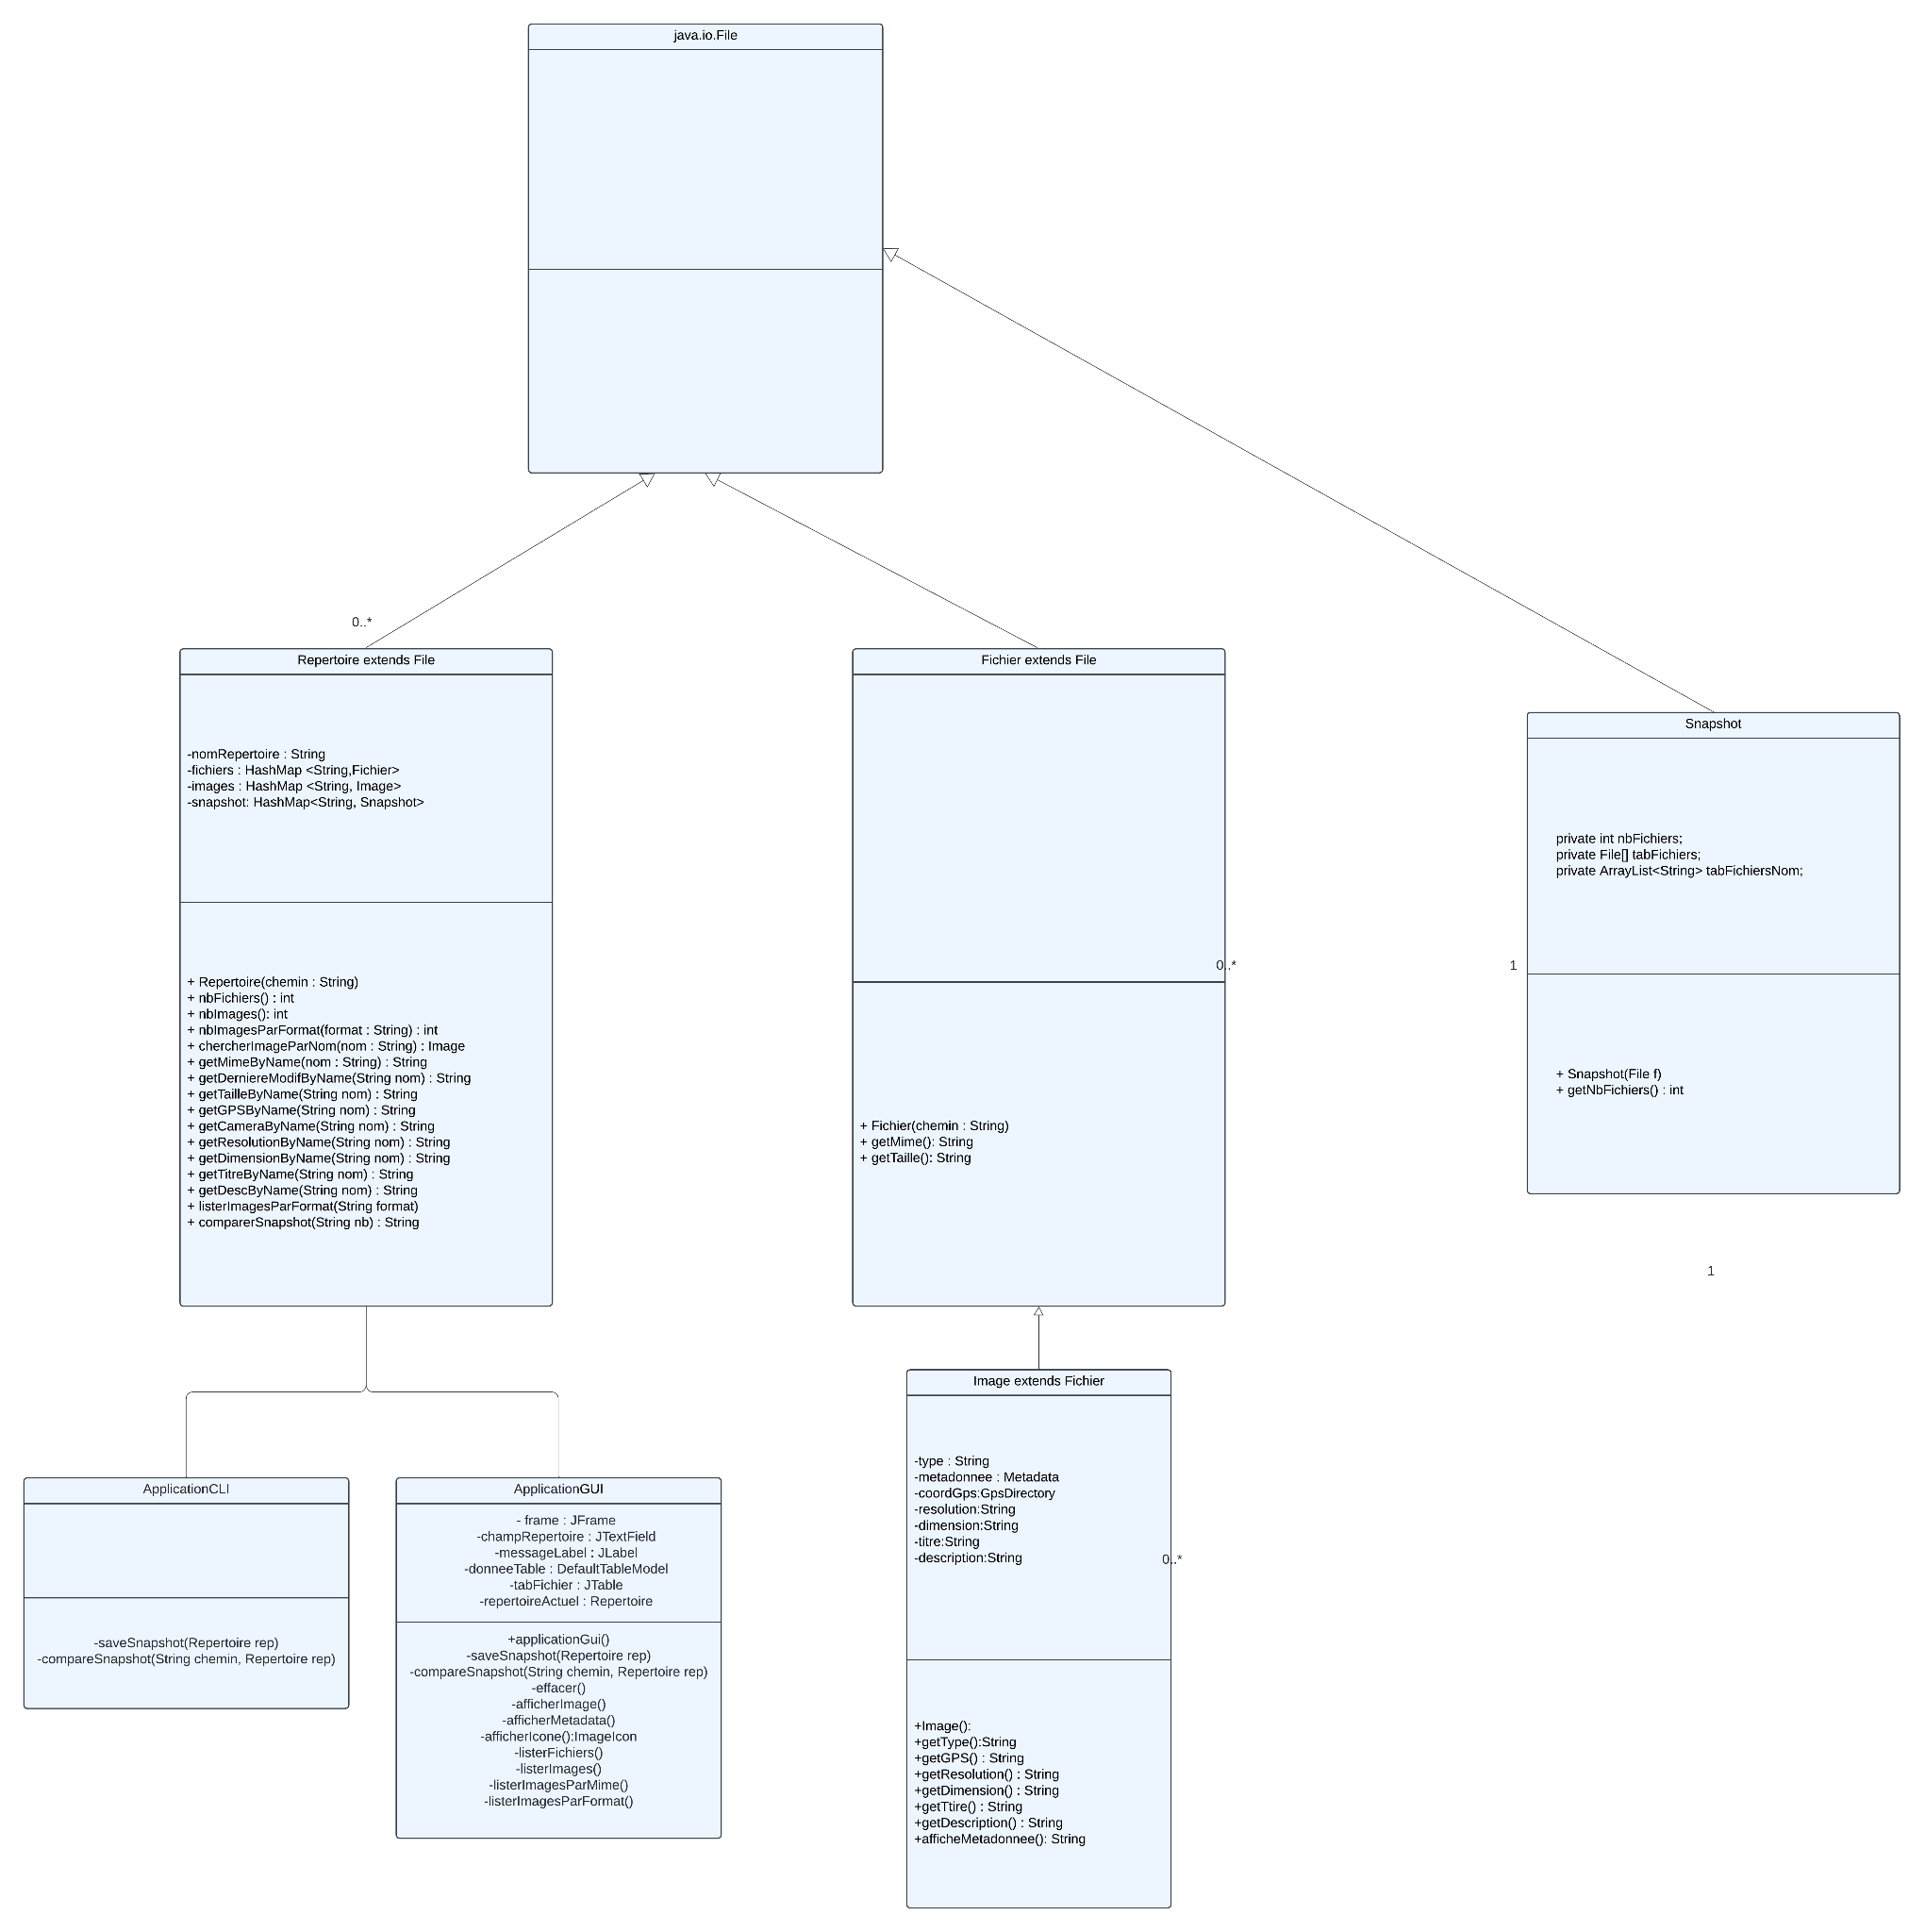 java.io.File
0..*
Repertoire extends File
-nomRepertoire : String
-fichiers : HashMap <String,Fichier>
-images : HashMap <String, Image>
-snapshot: HashMap<String, Snapshot>
+ Repertoire(chemin : String)
+ nbFichiers() : int
+ nbImages(): int
+ nbImagesParFormat(format : String) : int
+ chercherImageParNom(nom : String) : Image
+ getMimeByName(nom : String) : String
+ getDerniereModifByName(String nom) : String
+ getTailleByName(String nom) : String
+ getGPSByName(String nom) : String
+ getCameraByName(String nom) : String
+ getResolutionByName(String nom) : String
+ getDimensionByName(String nom) : String
+ getTitreByName(String nom) : String
+ getDescByName(String nom) : String
+ listerImagesParFormat(String format)
+ comparerSnapshot(String nb) : String
Fichier extends File
0..*
+ Fichier(chemin : String)
+ getMime(): String
+ getTaille(): String
Snapshot
private int nbFichiers;
private File[] tabFichiers;
private ArrayList<String> tabFichiersNom;
1
+ Snapshot(File f)
+ getNbFichiers() : int
1
ApplicationCLI
-saveSnapshot(Repertoire rep)
-compareSnapshot(String chemin, Repertoire rep)
ApplicationGUI
- frame : JFrame
-champRepertoire : JTextField
-messageLabel : JLabel
-donneeTable : DefaultTableModel
-tabFichier : JTable
-repertoireActuel : Repertoire
+applicationGui()
-saveSnapshot(Repertoire rep)
-compareSnapshot(String chemin, Repertoire rep)
-effacer()
-afficherImage()
-afficherMetadata()
-afficherIcone():ImageIcon
-listerFichiers()
-listerImages()
-listerImagesParMime()
-listerImagesParFormat()
Image extends Fichier
-type : String
-metadonnee : Metadata
-coordGps:GpsDirectory
-resolution:String
-dimension:String
-titre:String
-description:String
0..*
+Image():
+getType():String
+getGPS() : String
+getResolution() : String
+getDimension() : String
+getTtire() : String
+getDescription() : String
+afficheMetadonnee(): String